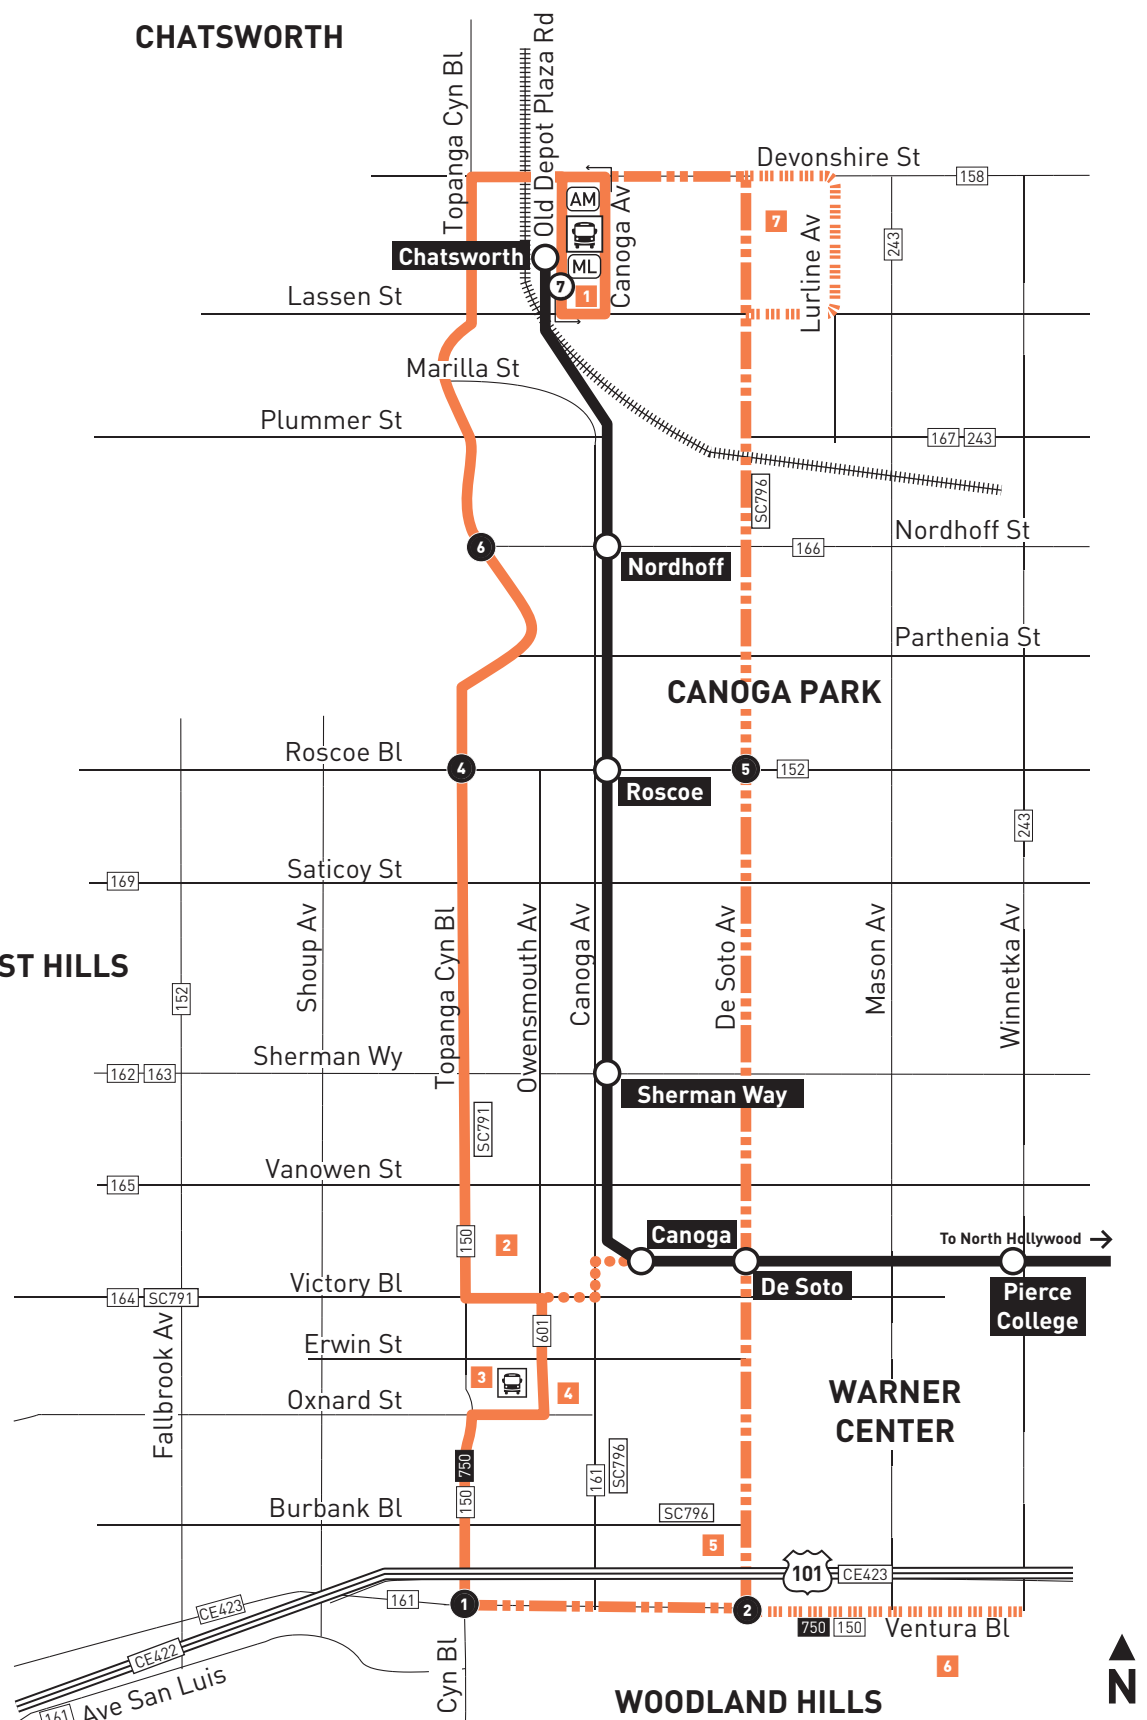 CHATSWORTH
Topanga Cyn Bl
Old Depot Plaza Rd
Devonshire St
158
AM
Canoga Av
7
Lurline Av
243
Chatsworth
ML
7
1
Lassen St
Marilla St
Plummer St
167
243
SC796
Nordhoff St
6
166
Nordhoff
Parthenia St
CANOGA PARK
Roscoe Bl
4
5
152
Roscoe
243
Saticoy St
169
Shoup Av
Topanga Cyn Bl
Owensmouth Av
Canoga Av
De Soto Av
Mason Av
Winnetka Av
ST HILLS
152
Sherman Wy
162
163
Sherman Way
SC791
Vanowen St
165
150
2
Canoga
To North Hollywood
Victory Bl
164
SC791
De Soto
Pierce
College
601
Fallbrook Av
Erwin St
3
4
Oxnard St
WARNER
CENTER
750
150
161
SC796
Burbank Bl
SC796
5
101
CE423
CE423
161
1
2
750
150
Ventura Bl
CE422
6
Cyn Bl
Ave San Luis
161
WOODLAND HILLS
N